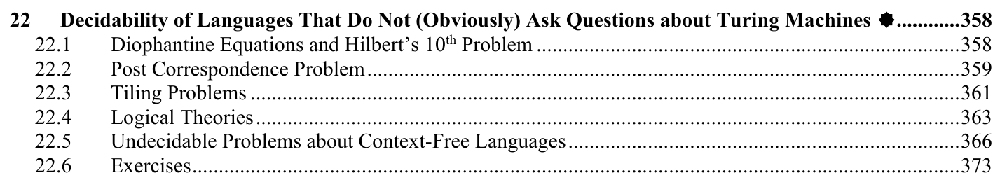 22 Decidability of Languages That Do Not (Obviously) Ask Questions about Turing Machines ✸............358
22.1 Diophantine Equations and Hilbert’s 10th Problem ................................................................................358
22.2 Post Correspondence Problem................................................................................................................359
22.3 Tiling Problems ......................................................................................................................................361
22.4 Logical Theories.....................................................................................................................................363
22.5 Undecidable Problems about Context-Free Languages..........................................................................366
22.6 Exercises.................................................................................................................................................373